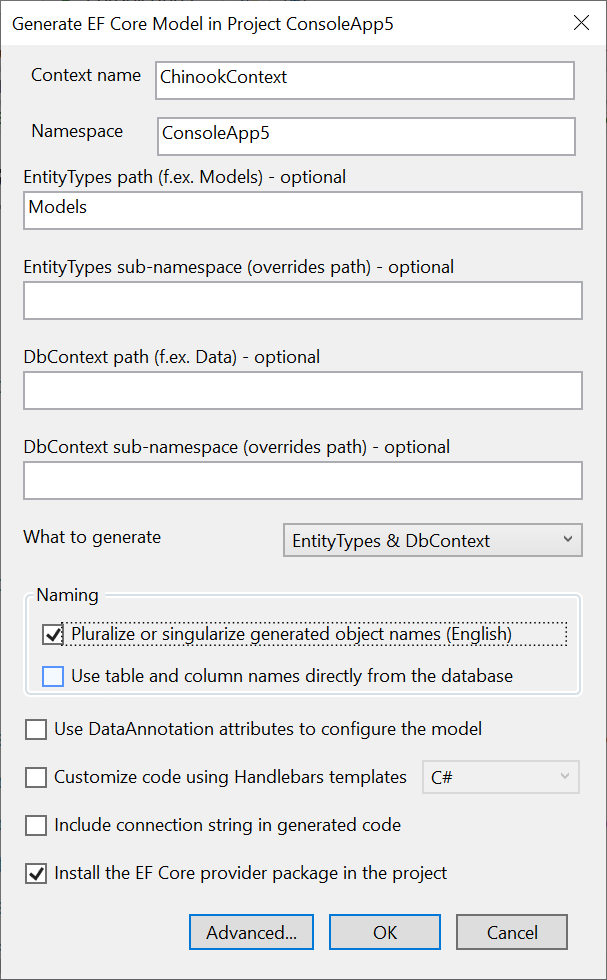 Generate EF Core Model in Project ConsoleApp5
Context name
ChinookContext
Namespace
ConsoleApp5
EntityTypes path (f.ex. Models) - optional
Models
EntityTypes sub-namespace (overrides path) - optional
DbContext path (f.ex. Data) - optional
DbContext sub-namespace (overrides path) - optional
What to generate
EntityTypes & DbContext
Naming
Pluralize or singularize generated object names (English)
Use table and column names directly from the database
Use DataAnnotation attributes to configure the model
Customize code using Handlebars templates
C#
Include connection string in generated code
Install the EF Core provider package in the project
Advanced...
OK
Cancel